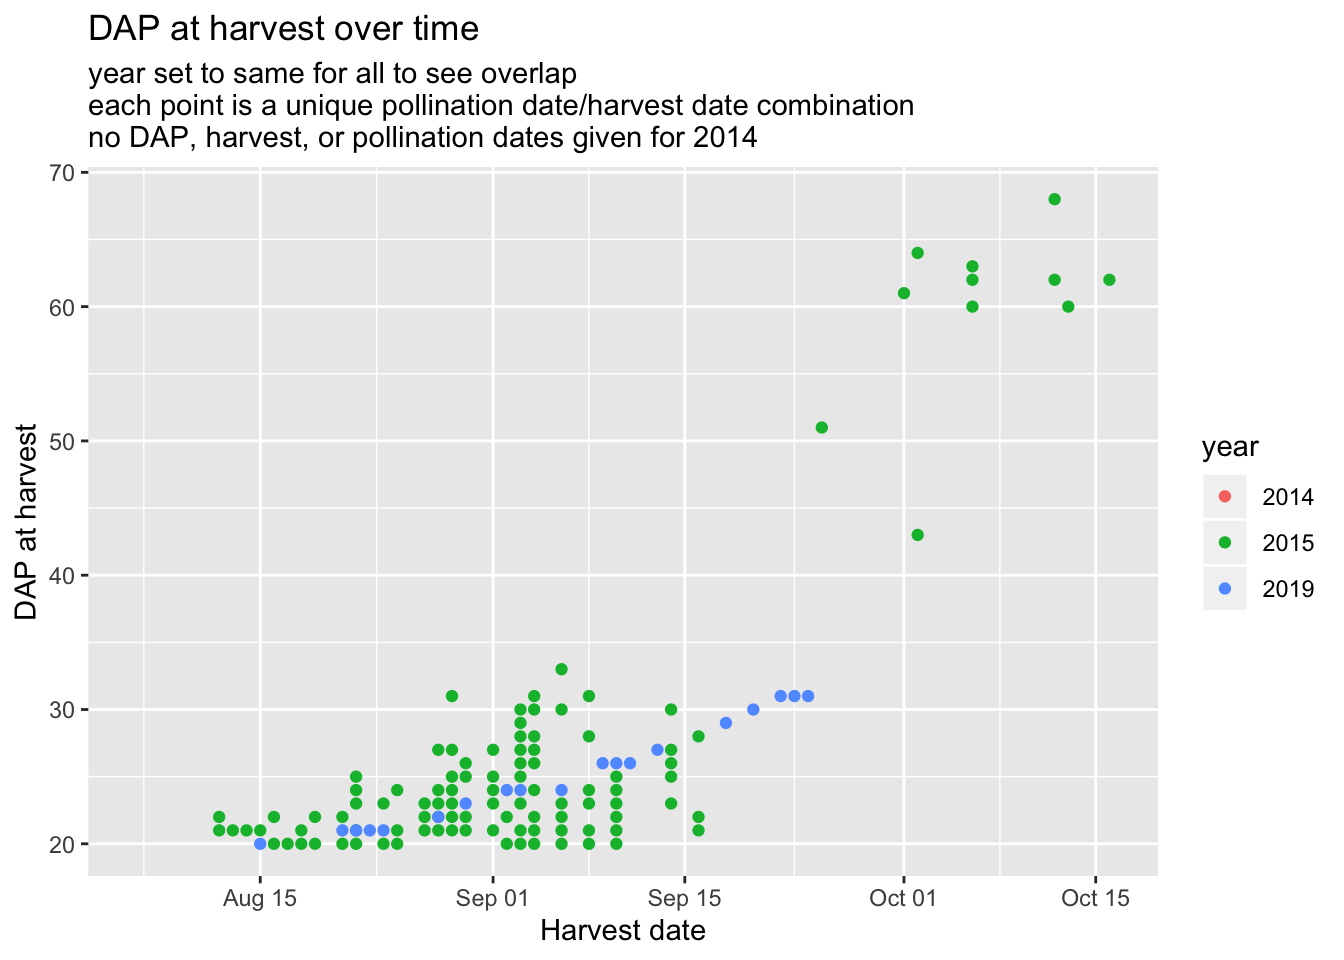 DAP at harvest over time
year set to same for all to see overlap
each point is a unique pollination date/harvest date combination
no DAP, harvest, or pollination dates given for 2014
70
60
50
40
30
20
DAP at harvest
Aug 15
Sep 01
Sep 15
Oct 01
Oct 15
Harvest date
year
2014
2015
2019